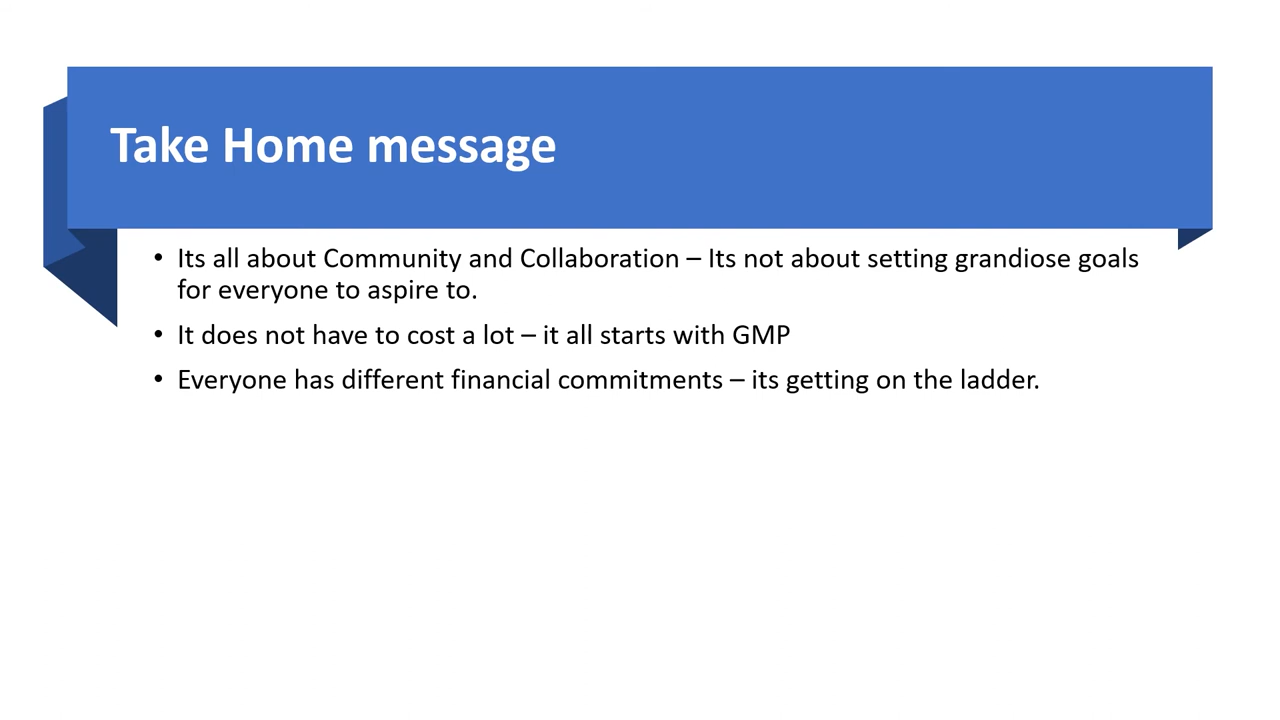 Take Home message
• Its all about Community and Collaboration – Its not about setting grandiose goals
for everyone to aspire to.
• It does not have to cost a lot – it all starts with GMP
• Everyone has different financial commitments – its getting on the ladder.